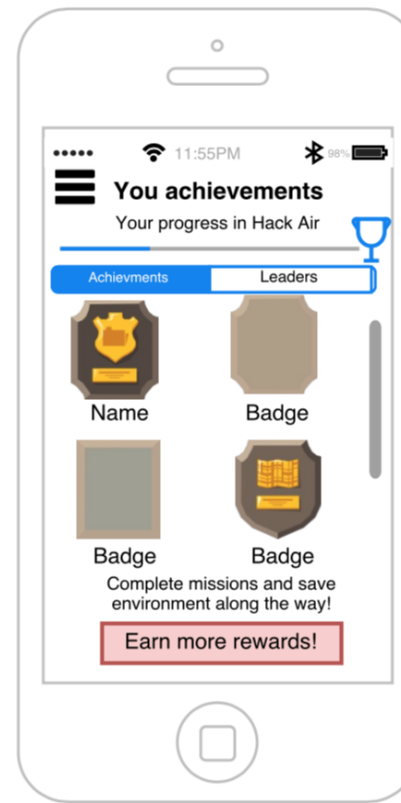 11:55PM 98%
You achievements
Your progress in Hack Air
Achievments Leaders
Name Badge
Badge Badge
Complete missions and save
environment along the way!
Earn more rewards!